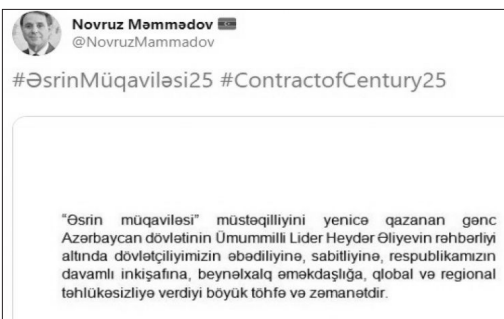 Novruz Məmmədov
@NovruzMammadov
#ƏsrinMüqaviləsi25 #ContractofCentury25
“Əsrin müqaviləsi” müstəqilliyini yenicə qazanan gənc
Azərbaycan dövlətinin Ümummilli Lider Heydər Əliyevin rəhbərliyi
altında dövlətçiliyimizin əbədiliyinə, sabitliyinə, respublikamızın
davamlı inkişafına, beynəlxalq əməkdaşlığa, qlobal və regional
təhlükəsizliyə verdiyi böyük töhfə və zəmanətdir.